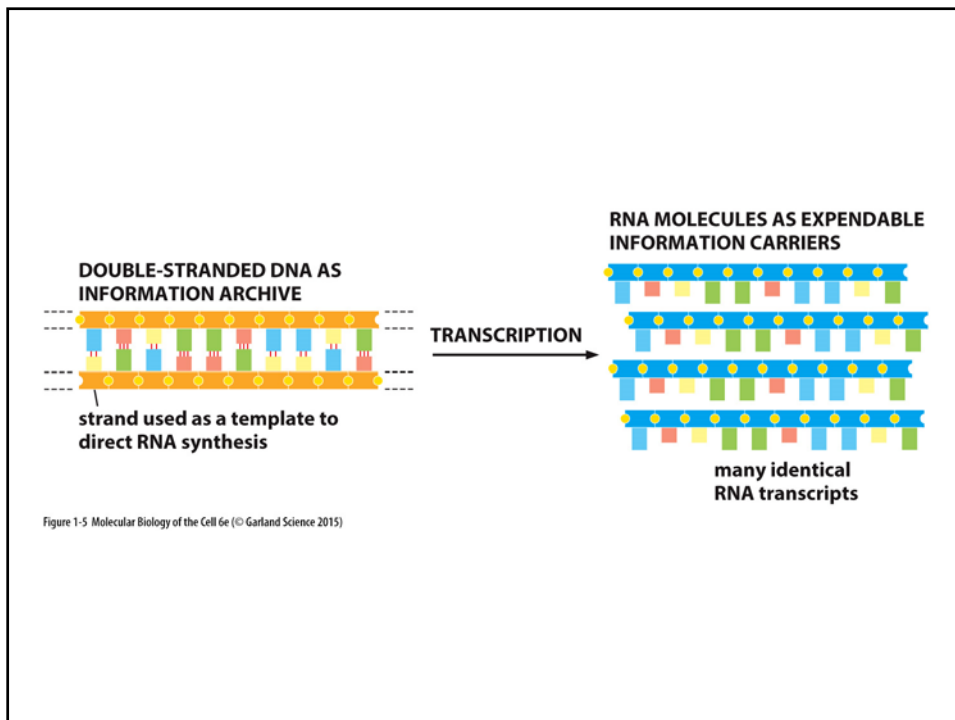 DOUBLE-STRANDED DNA AS
INFORMATION ARCHIVE
strand used as a template to
direct RNA synthesis
TRANSCRIPTION
RNA MOLECULES AS EXPENDABLE
INFORMATION CARRIERS
many identical
RNA transcripts
Figure 1-5 Molecular Biology of the Cell 6e (© Garland Science 2015)